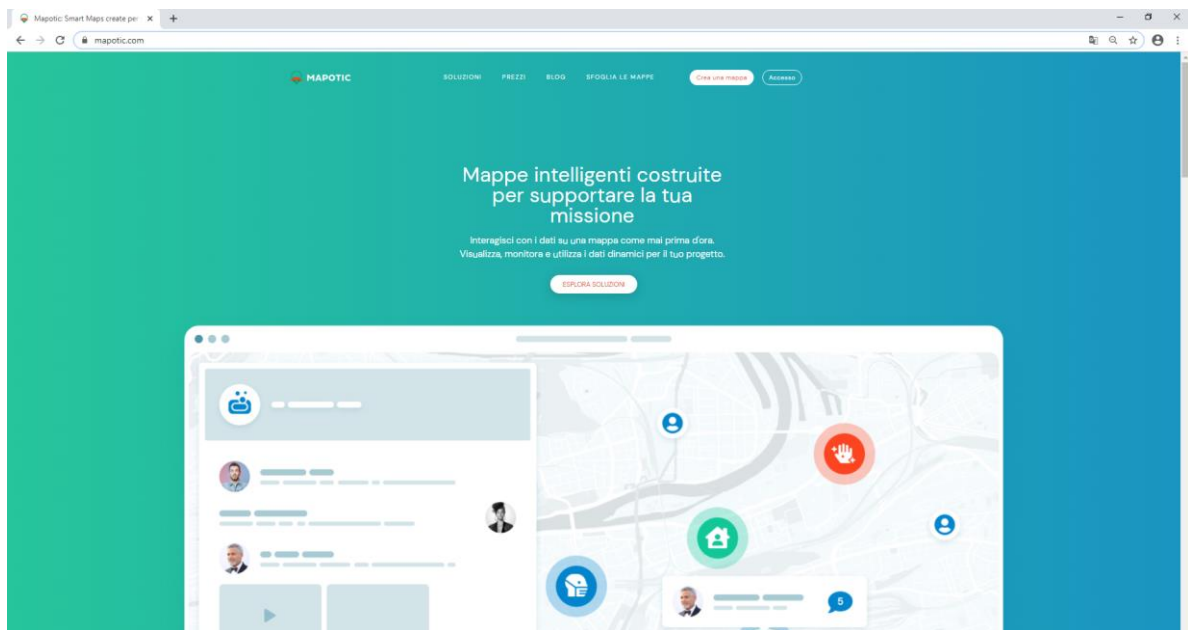 Mapotic: Smart Maps create per
mapotic.com
MAPOTIC
SOLUZIONI PREZZI BLOG SFOGLIA LE MAPPE Crea una mappa Accesso
Mappe intelligenti costruite
per supportare la tua
missione
Interagisci con i dati su una mappa come mai prima d'ora.
Visualizza, monitora e utilizza i dati dinamici per il tuo progetto.
ESPLORA SOLUZIONI
5